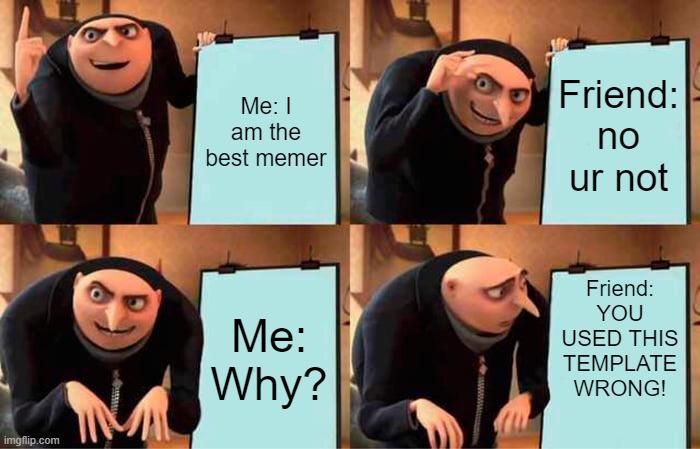 Me: I
am the
best memer
Friend:
no
ur not
Me:
Why?
Friend:
YOU
USED THIS
TEMPLATE
WRONG!
imgflip.com